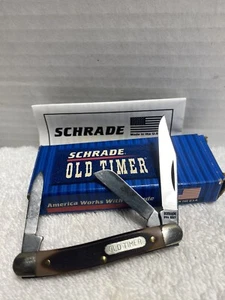 SCHRADE
SCHRADE
OLD TIMER
America Works With
OLD TIMER